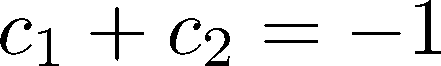 c₁ + c₂ = −1